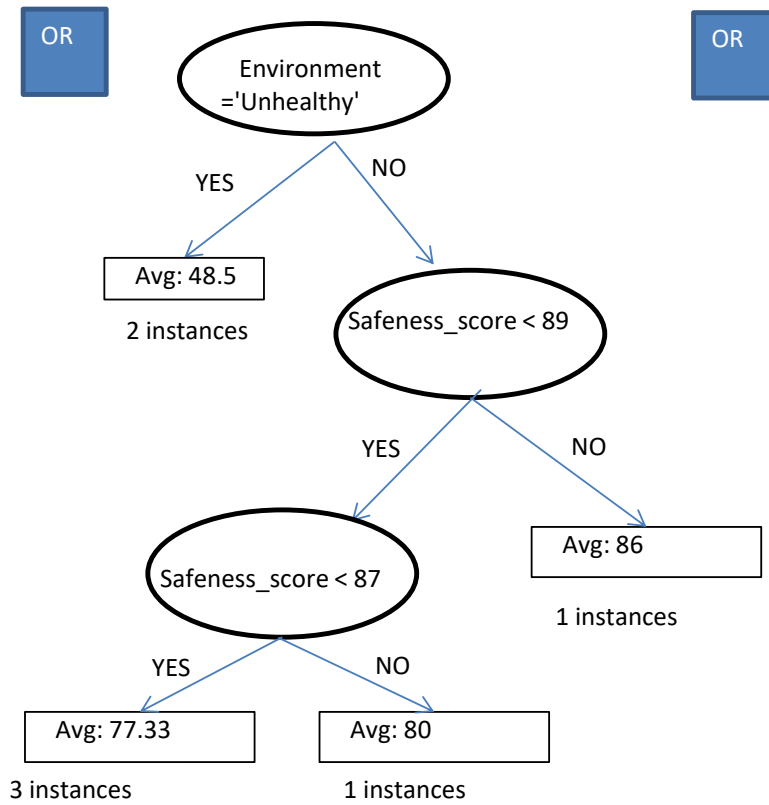 OR
OR
Environment
='Unhealthy'
YES
NO
Avg: 48.5
2 instances
Safeness_score < 89
YES
NO
Avg: 86
1 instances
Safeness_score < 87
YES
NO
Avg: 77.33
Avg: 80
3 instances
1 instances